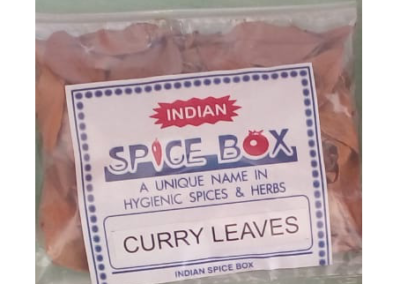 INDIAN
SPICE BOX
A UNIQUE NAME IN
HYGIENIC SPICES & HERBS
CURRY LEAVES
INDIAN SPICE BOX